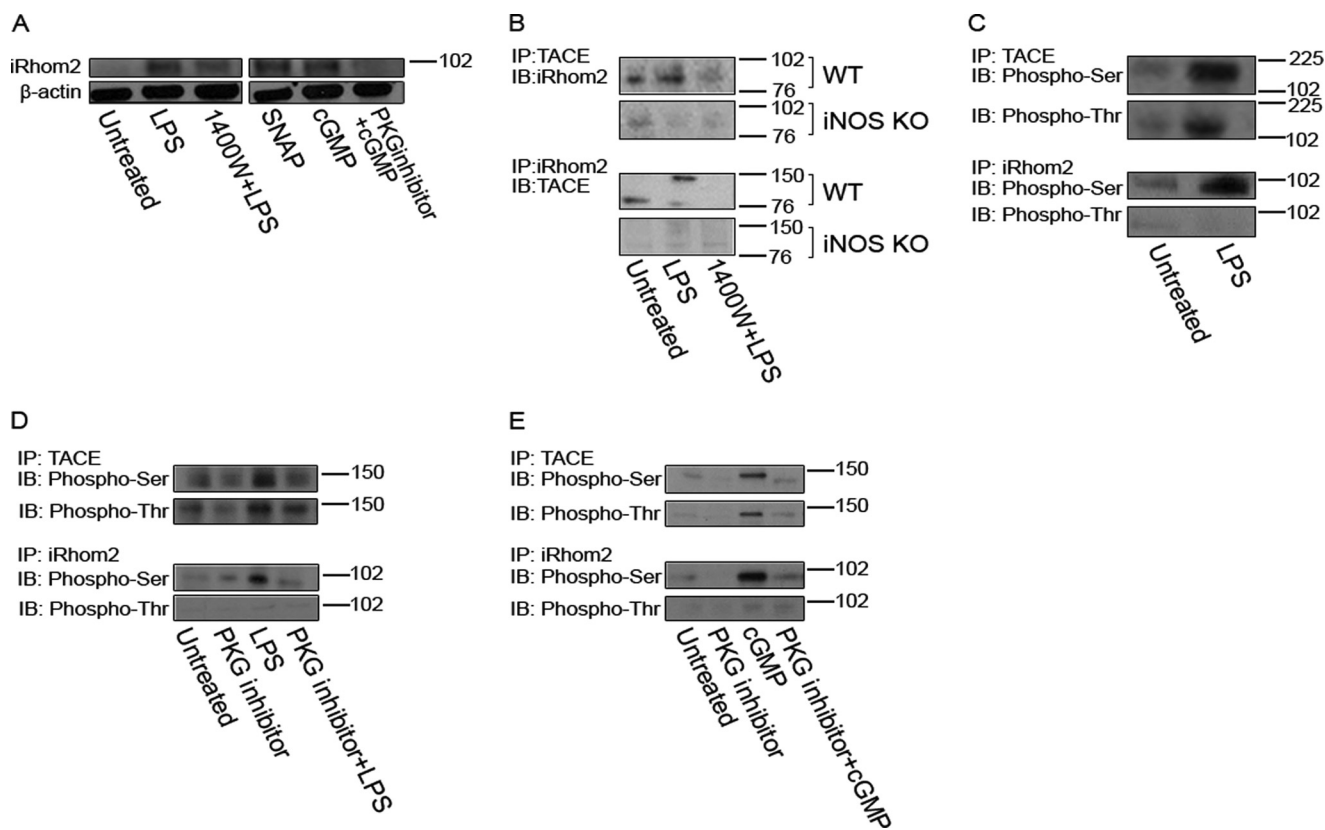 A
iRhom2
102
β-actin
Untreated
LPS
1400W+LPS
SNAP
cGMP
PKGinhibitor
+cGMP
B
IP:TACE
IB:iRhom2
102
76
WT
102
76
iNOS KO
IP:iRhom2
IB:TACE
150
76
WT
150
76
iNOS KO
Untreated
LPS
1400W+LPS
C
IP: TACE
IB: Phospho-Ser
225
102
IB: Phospho-Thr
225
102
IP: iRhom2
IB: Phospho-Ser
102
IB: Phospho-Thr
102
Untreated
LPS
D
IP: TACE
IB: Phospho-Ser
150
IB: Phospho-Thr
150
IP: iRhom2
IB: Phospho-Ser
102
IB: Phospho-Thr
102
Untreated
PKG inhibitor
LPS
PKG inhibitor+LPS
E
IP: TACE
IB: Phospho-Ser
150
IB: Phospho-Thr
150
IP: iRhom2
IB: Phospho-Ser
102
IB: Phospho-Thr
102
Untreated
PKG inhibitor
cGMP
PKG inhibitor+cGMP